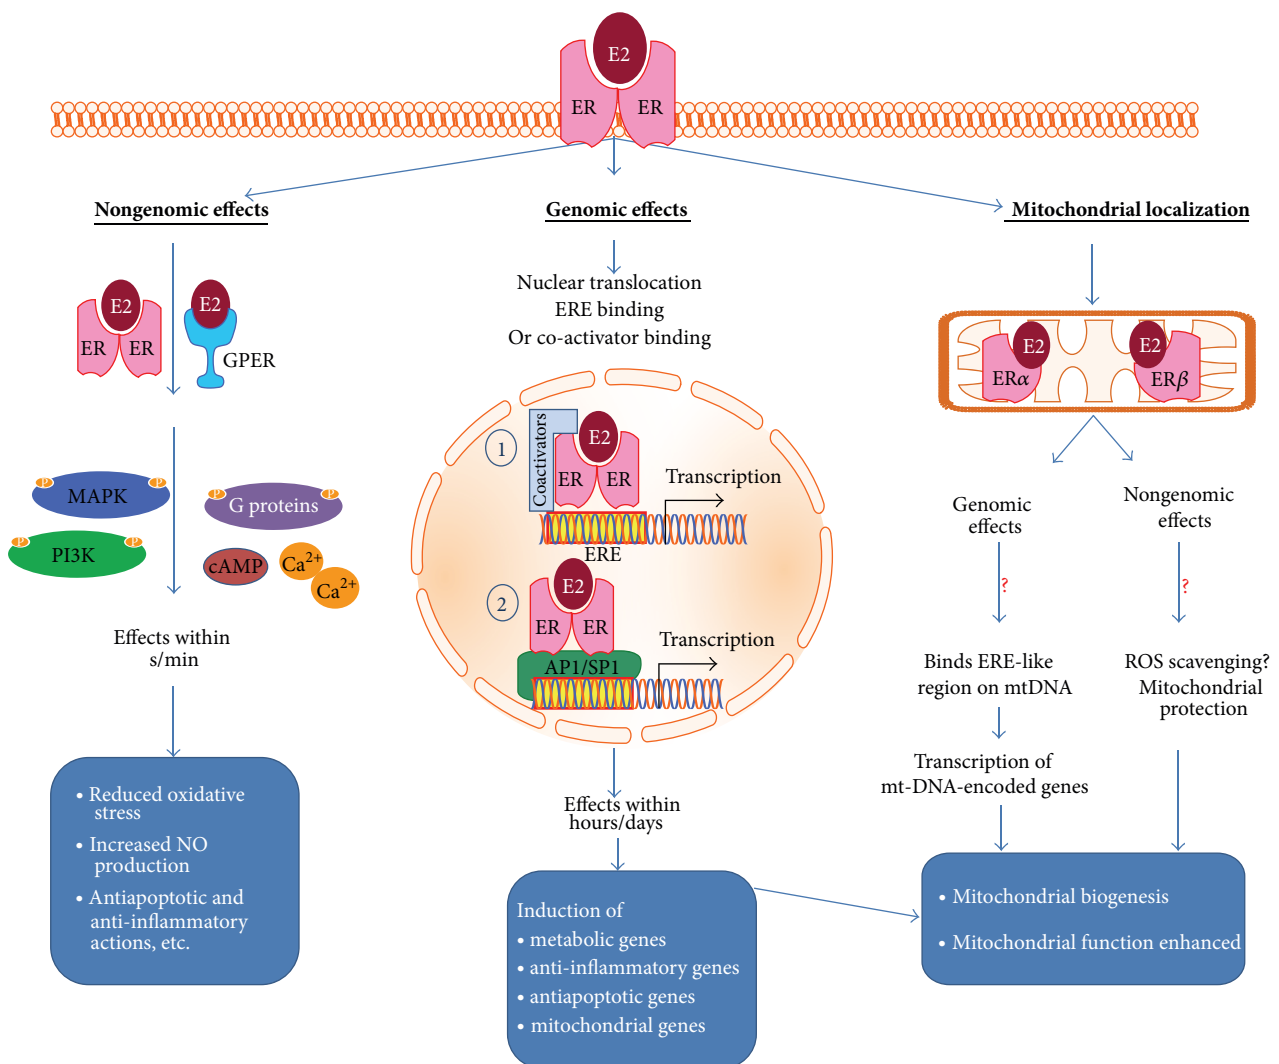 E2
ER
ER
Nongenomic effects
Genomic effects
Mitochondrial localization
E2
ER
ER
E2
GPER
MAPK
P
P
PI3K
P
P
G proteins
P
P
cAMP
Ca2+
Ca2+
Effects within
s/min
• Reduced oxidative
stress
• Increased NO
production
• Antiapoptotic and
anti-inflammatory
actions, etc.
Nuclear translocation
ERE binding
Or co-activator binding
1
Coactivators
E2
ER
ER
Transcription
ERE
2
E2
ER
ER
AP1/SP1
Transcription
Effects within
hours/days
Induction of
• metabolic genes
• anti-inflammatory genes
• antiapoptotic genes
• mitochondrial genes
E2
ERα
E2
ERβ
Genomic
effects
?
Binds ERE-like
region on mtDNA
Transcription of
mt-DNA-encoded genes
Nongenomic
effects
?
ROS scavenging?
Mitochondrial
protection
• Mitochondrial biogenesis
• Mitochondrial function enhanced